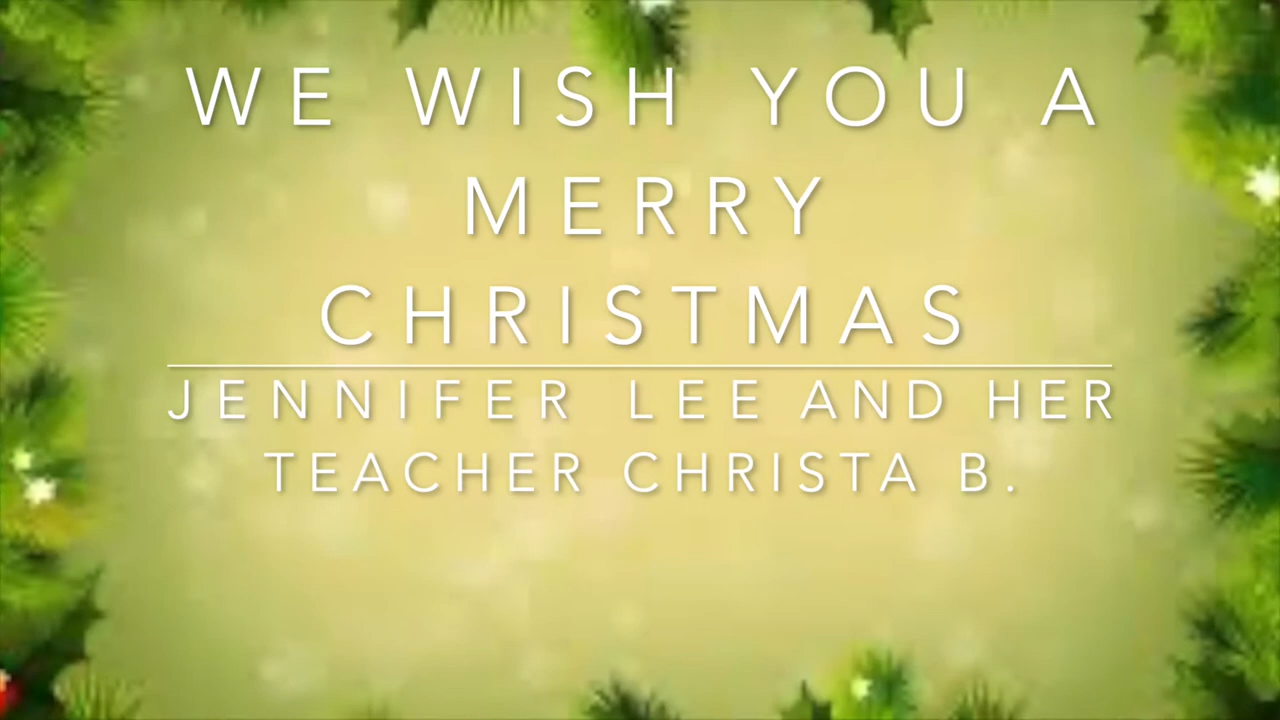 WE WISH YOU A
MERRY
CHRISTMAS
JENNIFER LEE AND HER
TEACHER CHRISTA B.